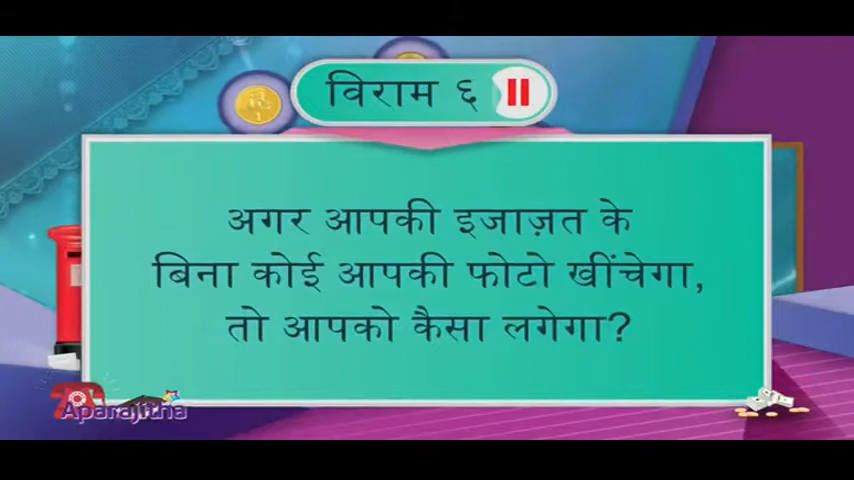 विराम ६
अगर आपकी इजाज़त के
बिना कोई आपकी फोटो खींचेगा,
तो आपको कैसा लगेगा?
Aparajitha